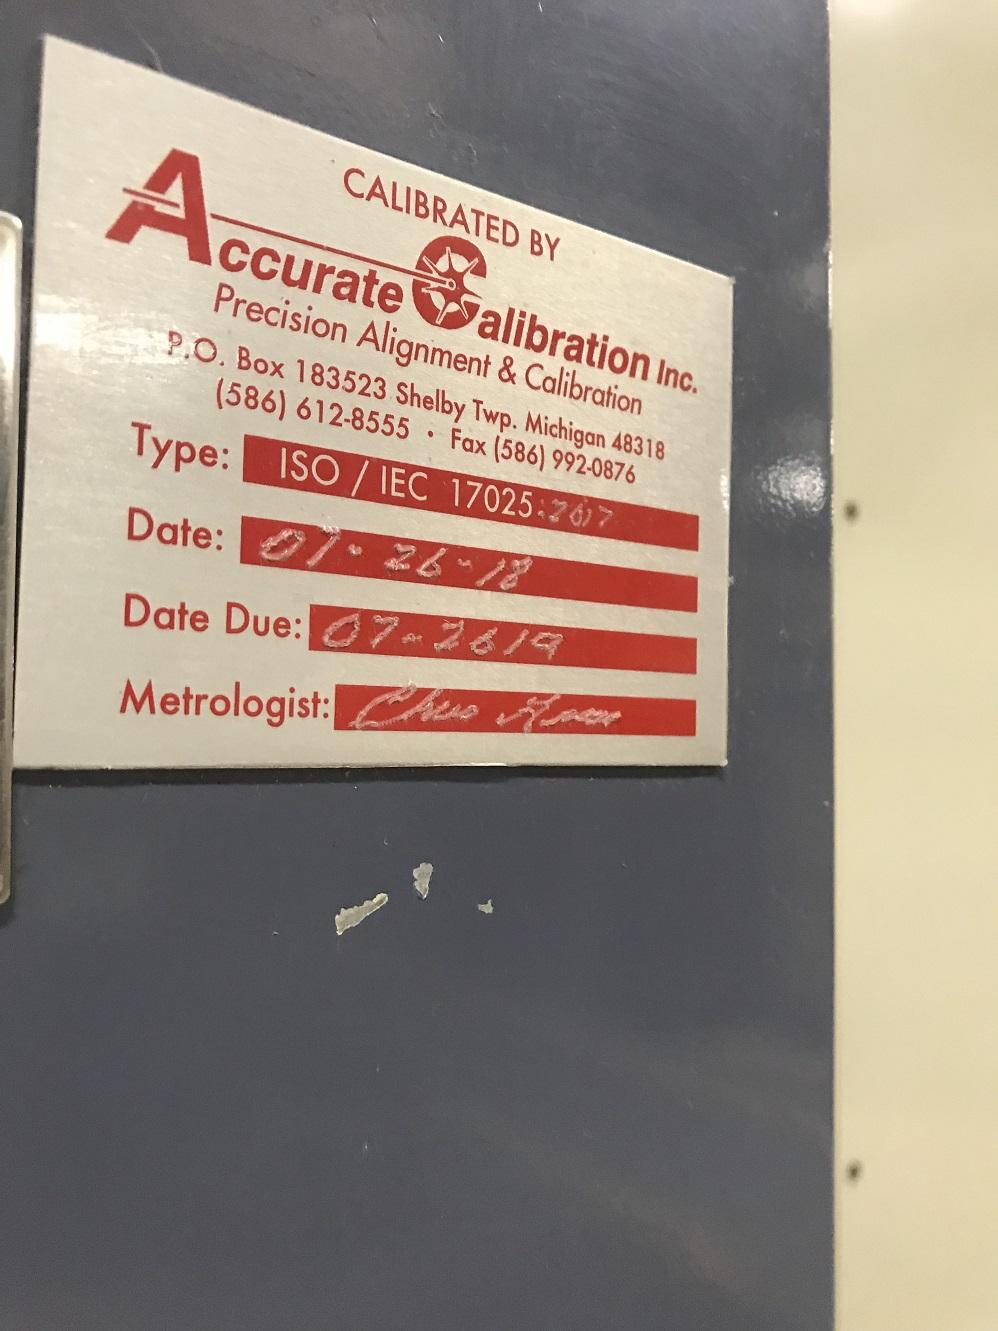 CALIBRATED BY
Accurate Calibration Inc.
Precision Alignment & Calibration
P.O. Box 183523 Shelby Twp. Michigan 48318
(586) 612-8555 · Fax (586) 992-0876
Type: ISO / IEC 17025:2017
Date: 07-26-18
Date Due: 07-2619
Metrologist: